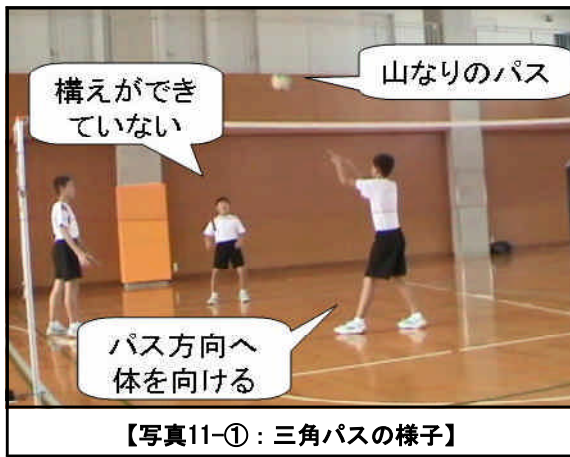 山なりのパス
構えができ
ていない
パス方向へ
体を向ける
【写真11-①：三角パスの様子】